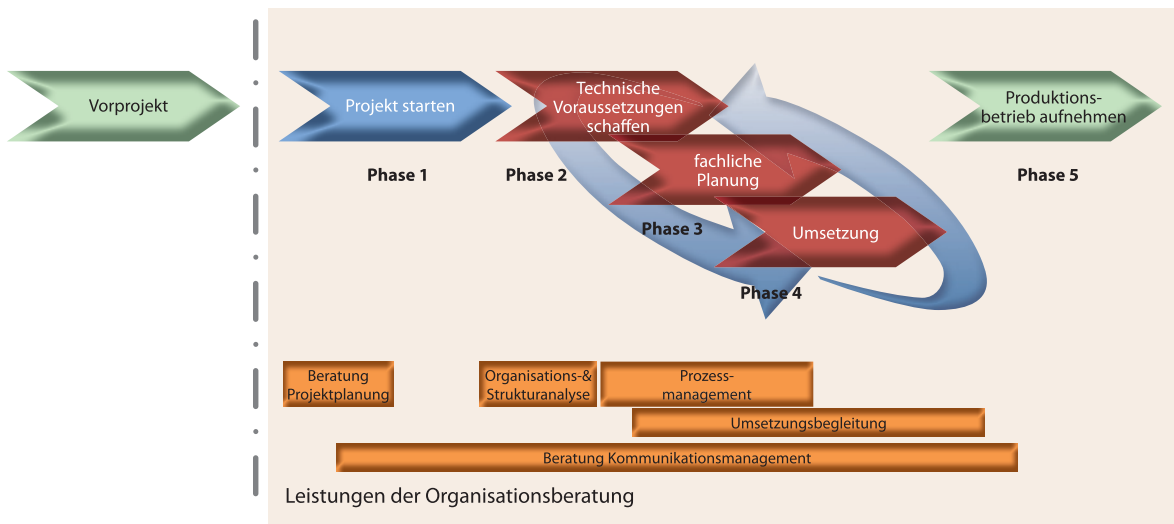 Vorprojekt
Projekt starten
Technische
Voraussetzungen
schaffen
Produktions-
betrieb aufnehmen
fachliche
Planung
Phase 1
Phase 2
Phase 5
Umsetzung
Phase 3
Phase 4
Beratung
Projektplanung
Organisations-&
Strukturanalyse
Prozess-
management
Umsetzungsbegleitung
Beratung Kommunikationsmanagement
Leistungen der Organisationsberatung